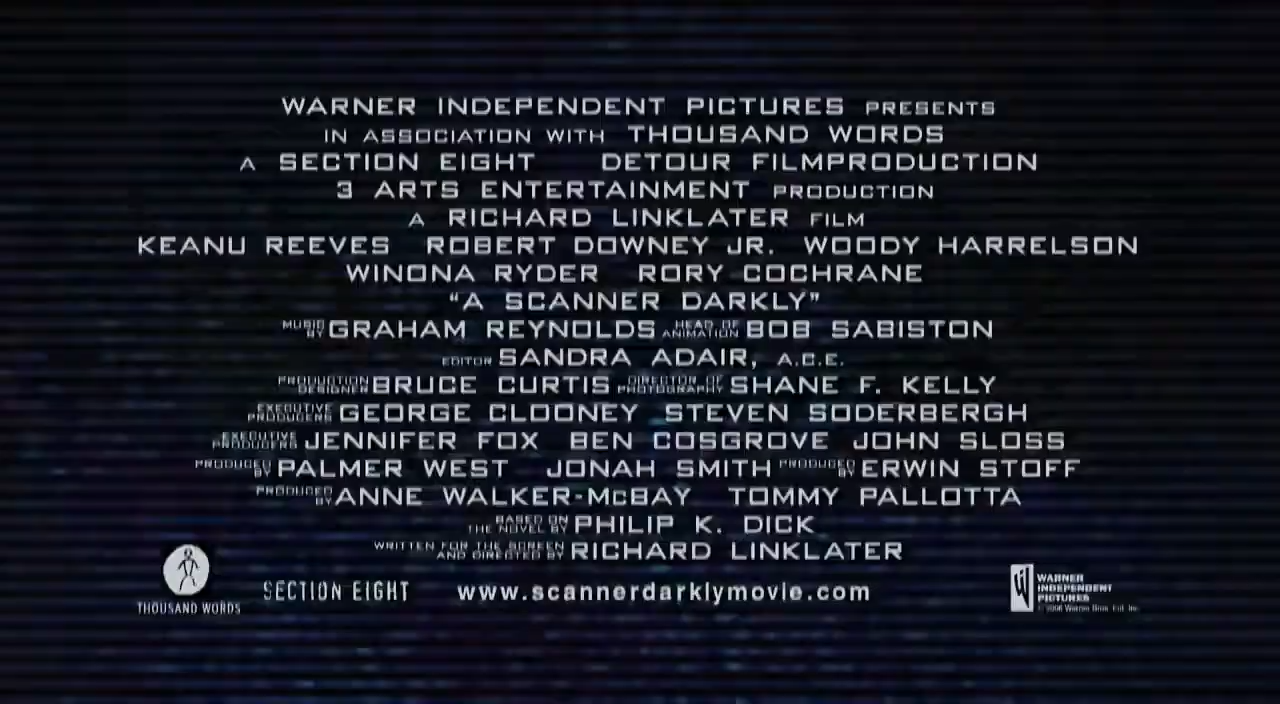 WARNER INDEPENDENT PICTURES PRESENTS
IN ASSOCIATION WITH THOUSAND WORDS
A SECTION EIGHT DETOUR FILMPRODUCTION
3 ARTS ENTERTAINMENT PRODUCTION
A RICHARD LINKLATER FILM
KEANU REEVES ROBERT DOWNEY JR. WOODY HARRELSON
WINONA RYDER RORY COCHRANE
"A SCANNER DARKLY"
MUSIC BY GRAHAM REYNOLDS HEAD OF ANIMATION BOB SABISTON
EDITOR SANDRA ADAIR, A.C.E.
PRODUCTION DESIGNER BRUCE CURTIS DIRECTOR OF PHOTOGRAPHY SHANE F. KELLY
EXECUTIVE PRODUCERS GEORGE CLOONEY STEVEN SODERBERGH
EXECUTIVE PRODUCERS JENNIFER FOX BEN COSGROVE JOHN SLOSS
PRODUCED BY PALMER WEST JONAH SMITH PRODUCED BY ERWIN STOFF
PRODUCED BY ANNE WALKER-McBAY TOMMY PALLOTTA
BASED ON THE NOVEL BY PHILIP K. DICK
WRITTEN FOR THE SCREEN AND DIRECTED BY RICHARD LINKLATER
THOUSAND WORDS
SECTION EIGHT
www.scannerdarklymovie.com
WARNER
INDEPENDENT
PICTURES
© 2006 Warner Bros. Ent. Inc.